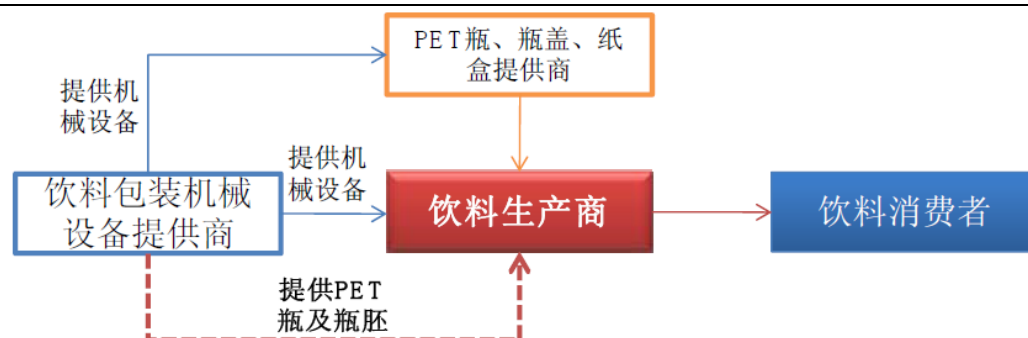 PET瓶、瓶盖、纸
盒提供商
提供机
械设备
提供机
械设备
饮料包装机械
设备提供商
饮料生产商
饮料消费者
提供PET
瓶及瓶胚